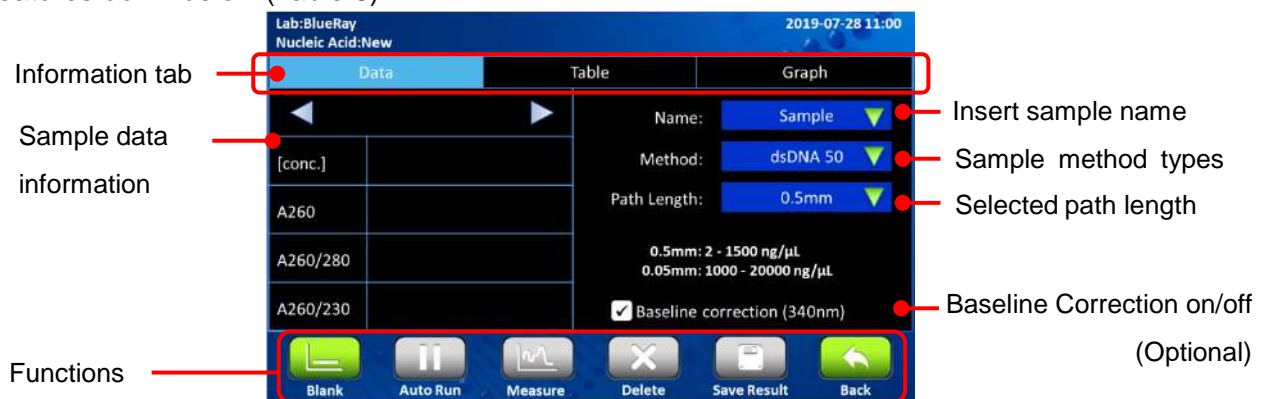 Lab:BlueRay
2019-07-28 11:00
Nucleic Acid:New
Information tab
Data
Table
Graph
Sample data
information
Name:
Sample
Insert sample name
[conc.]
Method:
dsDNA 50
Sample method types
A260
Path Length:
0.5mm
Selected path length
A260/280
0.5mm: 2 - 1500 ng/µL
0.05mm: 1000 - 20000 ng/µL
A260/230
Baseline correction (340nm)
Baseline Correction on/off
(Optional)
Functions
Blank
Auto Run
Measure
Delete
Save Result
Back